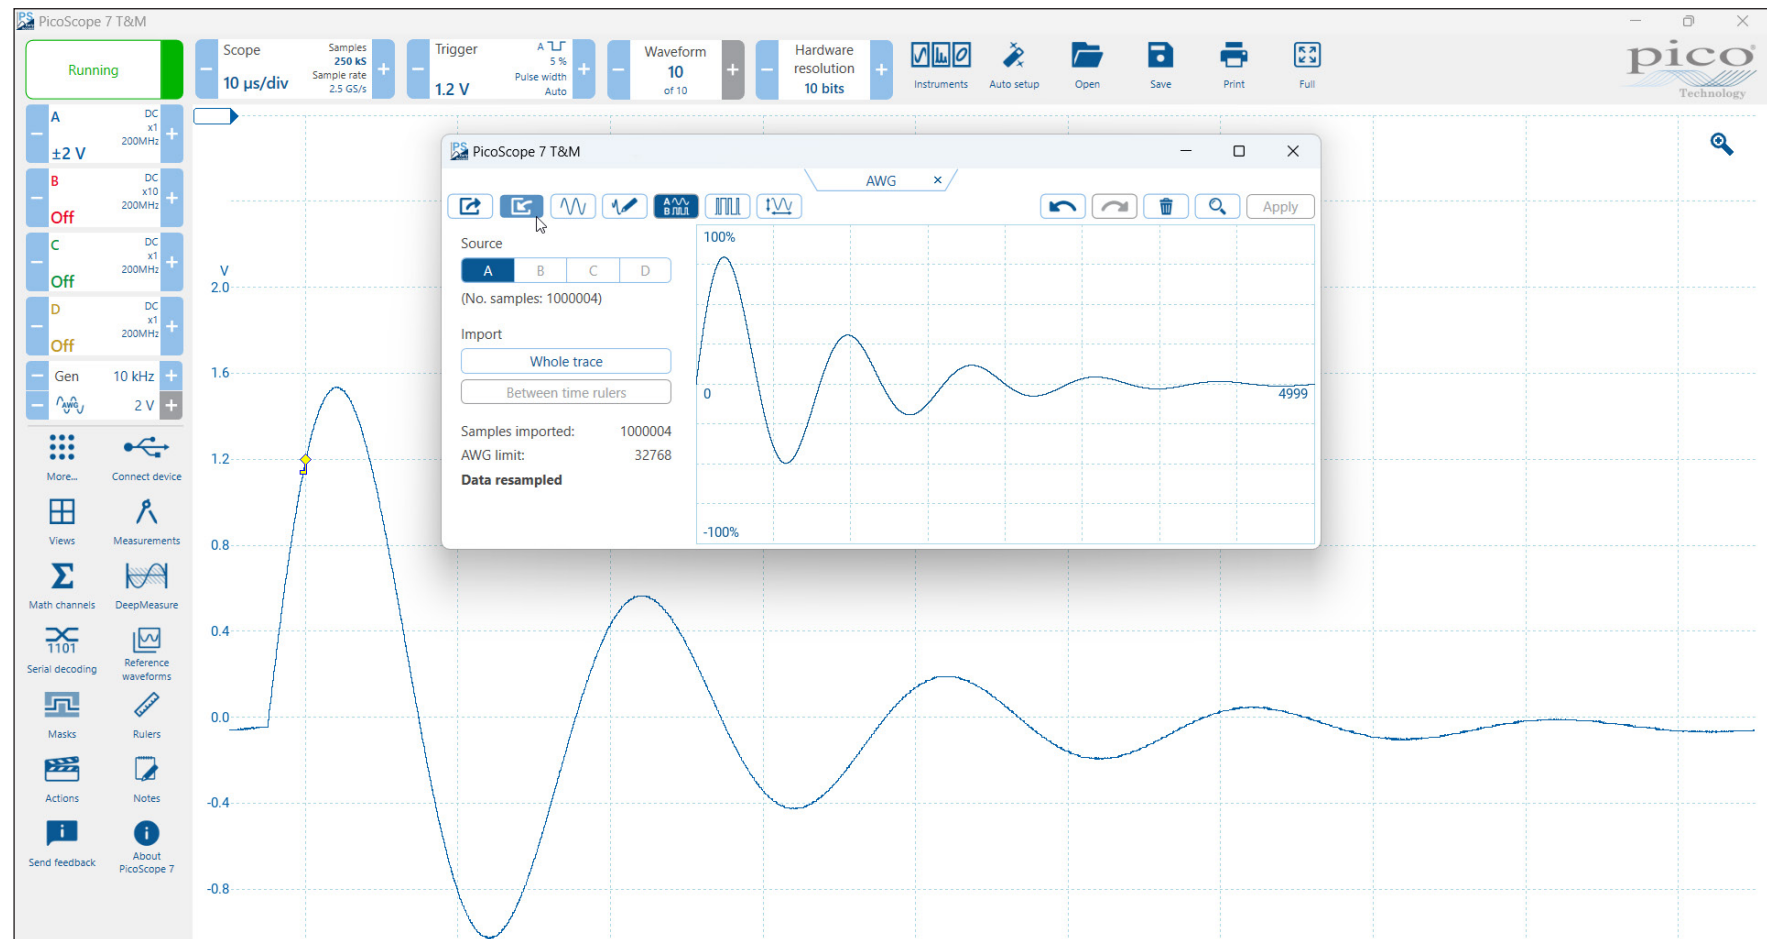 PicoScope 7 T&M
Running
Scope
10 µs/div
Samples
250 kS
Sample rate
2.5 GS/s
Trigger
1.2 V
A
5 %
Pulse width
Auto
Waveform
10
of 10
Hardware
resolution
10 bits
Instruments
Auto setup
Open
Save
Print
Full
pico
Technology
A
±2 V
DC
x1
200MHz
B
Off
DC
x10
200MHz
C
Off
DC
x1
200MHz
D
Off
DC
x1
200MHz
Gen 10 kHz
AWG 2 V
More...
Connect device
Views
Measurements
Math channels
DeepMeasure
1101
Serial decoding
Reference
waveforms
Masks
Rulers
Actions
Notes
Send feedback
About
PicoScope 7
V
2.0
1.6
1.2
0.8
0.4
0.0
-0.4
-0.8
PicoScope 7 T&M
AWG
A
B
Apply
Source
A B C D
(No. samples: 1000004)
Import
Whole trace
Between time rulers
Samples imported: 1000004
AWG limit: 32768
Data resampled
100%
0
4999
-100%